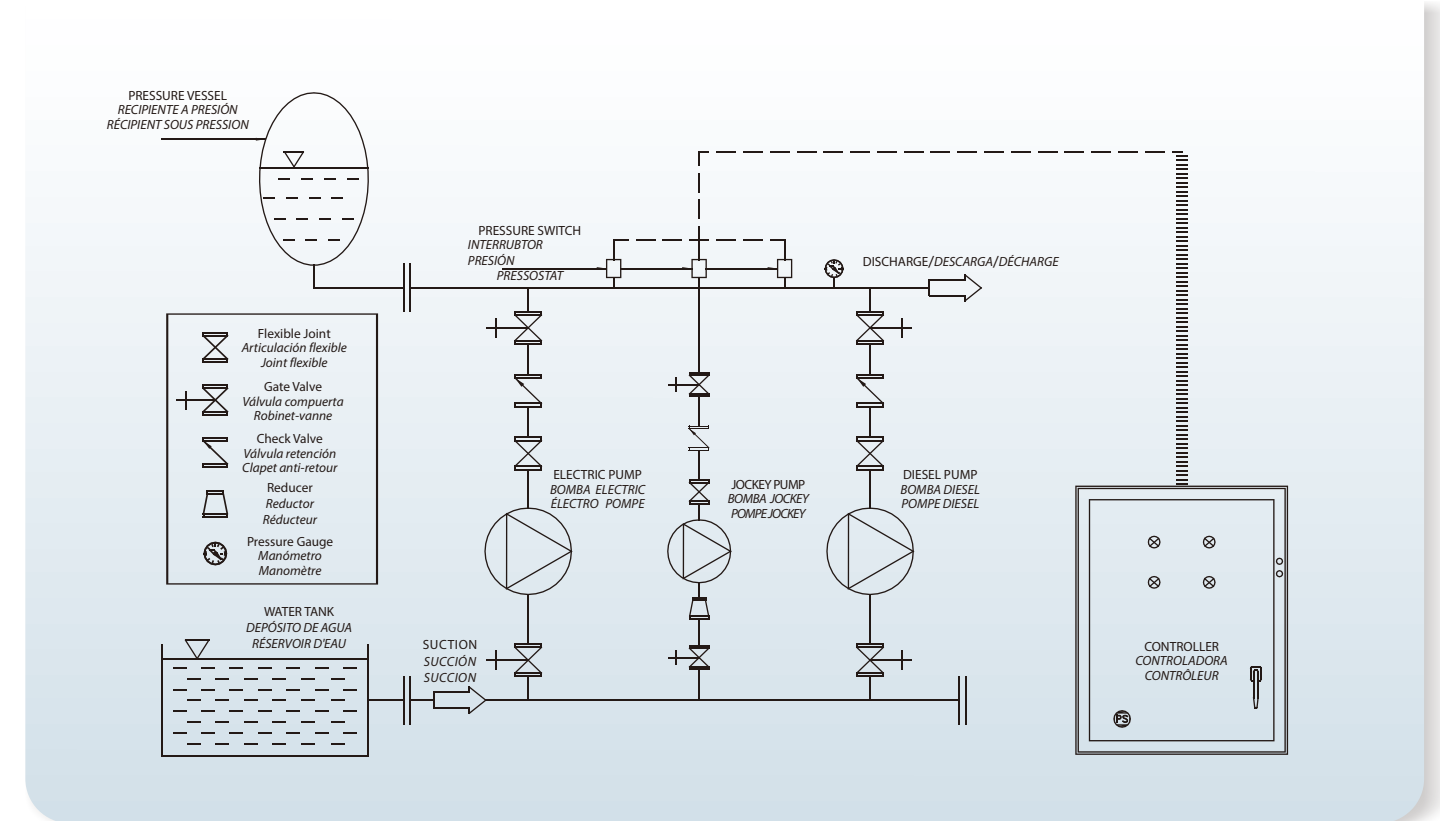 PRESSURE VESSEL
RECIPIENTE A PRESIÓN
RÉCIPIENT SOUS PRESSION
PRESSURE SWITCH
INTERRUBTOR
PRESIÓN
PRESSOSTAT
DISCHARGE/DESCARGA/DÉCHARGE
Flexible Joint
Articulación flexible
Joint flexible
Gate Valve
Válvula compuerta
Robinet-vanne
Check Valve
Válvula retención
Clapet anti-retour
Reducer
Reductor
Réducteur
Pressure Gauge
Manómetro
Manomètre
ELECTRIC PUMP
BOMBA ELECTRIC
ÉLECTRO POMPE
JOCKEY PUMP
BOMBA JOCKEY
POMPE JOCKEY
DIESEL PUMP
BOMBA DIESEL
POMPE DIESEL
WATER TANK
DEPÓSITO DE AGUA
RÉSERVOIR D'EAU
SUCTION
SUCCIÓN
SUCCION
CONTROLLER
CONTROLADORA
CONTRÔLEUR
PS